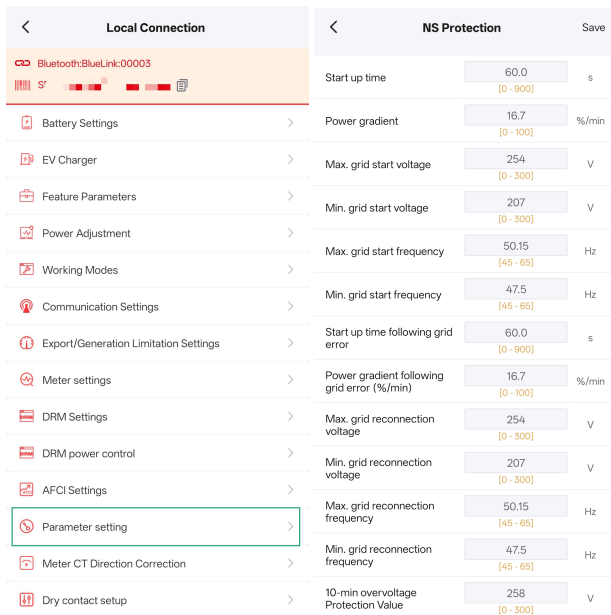 Local Connection
Bluetooth:BlueLink:00003
Battery Settings
EV Charger
Feature Parameters
Power Adjustment
Working Modes
Communication Settings
Export/Generation Limitation Settings
Meter settings
DRM Settings
DRM power control
AFCI Settings
Parameter setting
Meter CT Direction Correction
Dry contact setup
NS Protection
Save
Start up time
60.0
s
[0 - 900]
Power gradient
16.7
%/min
[0 - 100]
Max. grid start voltage
254
V
[0 - 300]
Min. grid start voltage
207
V
[0 - 300]
Max. grid start frequency
50.15
Hz
[45 - 65]
Min. grid start frequency
47.5
Hz
[45 - 65]
Start up time following grid
error
60.0
s
[0 - 900]
Power gradient following
grid error (%/min)
16.7
%/min
[0 - 100]
Max. grid reconnection
voltage
254
V
[0 - 300]
Min. grid reconnection
voltage
207
V
[0 - 300]
Max. grid reconnection
frequency
50.15
Hz
[45 - 65]
Min. grid reconnection
frequency
47.5
Hz
[45 - 65]
10-min overvoltage
Protection Value
258
V
[0 - 300]